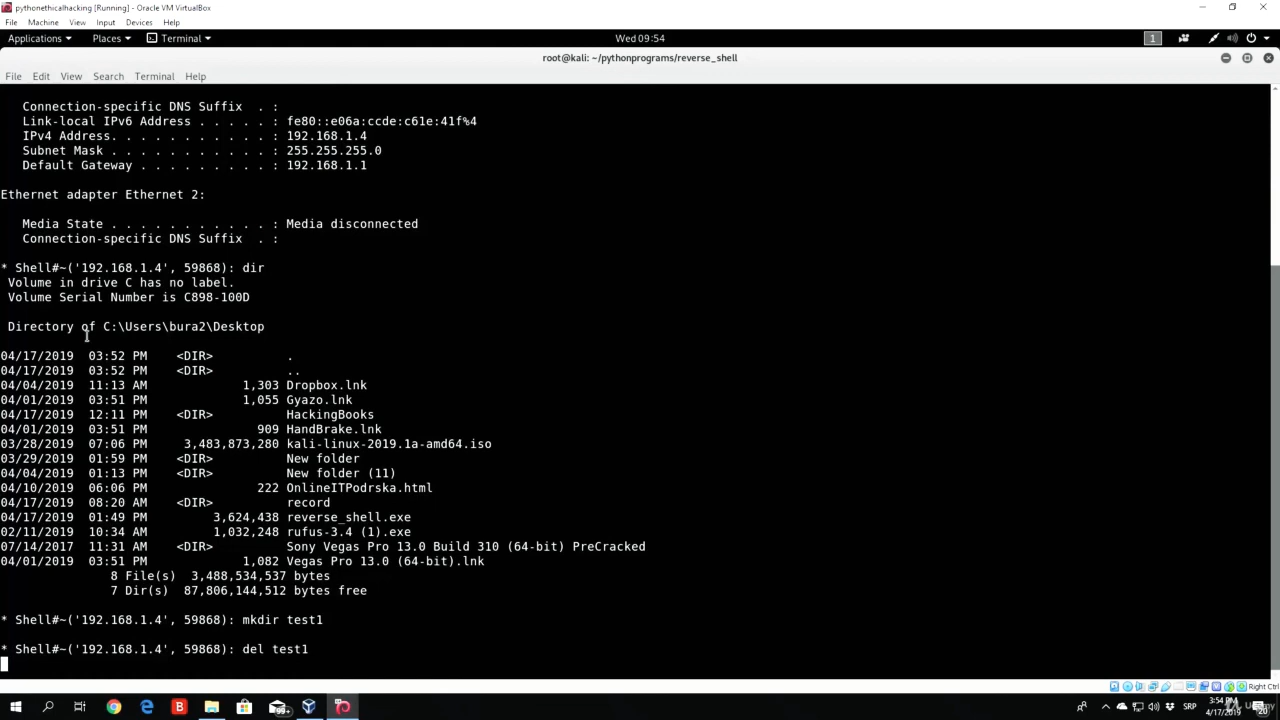 pythonethicalhacking [Running] - Oracle VM VirtualBox
File Machine View Input Devices Help
Applications Places Terminal Wed 09:54 1
root@kali: ~/pythonprograms/reverse_shell
File Edit View Search Terminal Help
Connection-specific DNS Suffix . :
Link-local IPv6 Address . . . . . : fe80::e06a:ccde:c61e:41f%4
IPv4 Address. . . . . . . . . . . : 192.168.1.4
Subnet Mask . . . . . . . . . . . : 255.255.255.0
Default Gateway . . . . . . . . . : 192.168.1.1
Ethernet adapter Ethernet 2:
Media State . . . . . . . . . . . : Media disconnected
Connection-specific DNS Suffix . :
* Shell#~('192.168.1.4', 59868): dir
Volume in drive C has no label.
Volume Serial Number is C898-100D
Directory of C:\Users\bura2\Desktop
04/17/2019 03:52 PM <DIR> .
04/17/2019 03:52 PM <DIR> ..
04/04/2019 11:13 AM 1,303 Dropbox.lnk
04/01/2019 03:51 PM 1,055 Gyazo.lnk
04/17/2019 12:11 PM <DIR> HackingBooks
04/01/2019 03:51 PM 909 HandBrake.lnk
03/28/2019 07:06 PM 3,483,873,280 kali-linux-2019.1a-amd64.iso
03/29/2019 01:59 PM <DIR> New folder
04/04/2019 01:13 PM <DIR> New folder (11)
04/10/2019 06:06 PM 222 OnlineITPodrska.html
04/17/2019 08:20 AM <DIR> record
04/17/2019 01:49 PM 3,624,438 reverse_shell.exe
02/11/2019 10:34 AM 1,032,248 rufus-3.4 (1).exe
07/14/2017 11:31 AM <DIR> Sony Vegas Pro 13.0 Build 310 (64-bit) PreCracked
04/01/2019 03:51 PM 1,082 Vegas Pro 13.0 (64-bit).lnk
8 File(s) 3,488,534,537 bytes
7 Dir(s) 87,806,144,512 bytes free
* Shell#~('192.168.1.4', 59868): mkdir test1
* Shell#~('192.168.1.4', 59868): del test1
Right Ctrl
99+ SRP 3:54 PM
4/17/2019